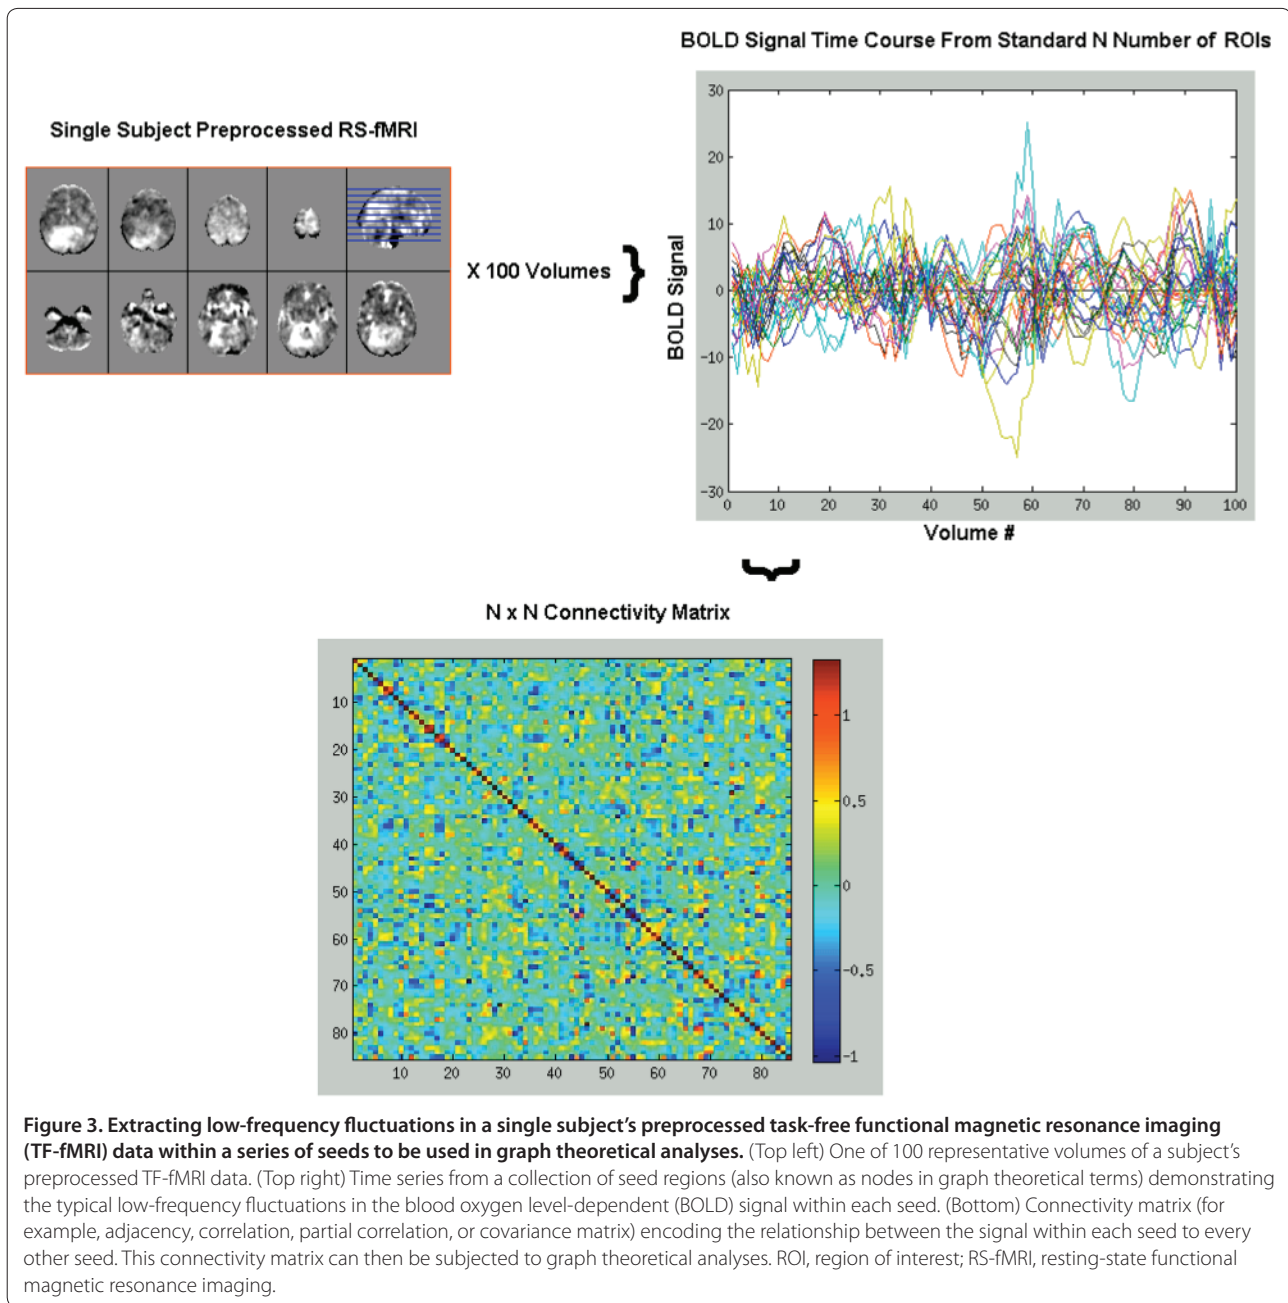 BOLD Signal Time Course From Standard N Number of ROIs
Single Subject Preprocessed RS-fMRI
X 100 Volumes
}
BOLD Signal
30
20
10
0
−10
−20
−30
0 10 20 30 40 50 60 70 80 90 100
Volume #
N x N Connectivity Matrix
10
20
30
40
50
60
70
80
10 20 30 40 50 60 70 80
1
0.5
0
−0.5
−1
Figure 3. Extracting low-frequency fluctuations in a single subject's preprocessed task-free functional magnetic resonance imaging
(TF-fMRI) data within a series of seeds to be used in graph theoretical analyses. (Top left) One of 100 representative volumes of a subject's
preprocessed TF-fMRI data. (Top right) Time series from a collection of seed regions (also known as nodes in graph theoretical terms) demonstrating
the typical low-frequency fluctuations in the blood oxygen level-dependent (BOLD) signal within each seed. (Bottom) Connectivity matrix (for
example, adjacency, correlation, partial correlation, or covariance matrix) encoding the relationship between the signal within each seed to every
other seed. This connectivity matrix can then be subjected to graph theoretical analyses. ROI, region of interest; RS-fMRI, resting-state functional
magnetic resonance imaging.